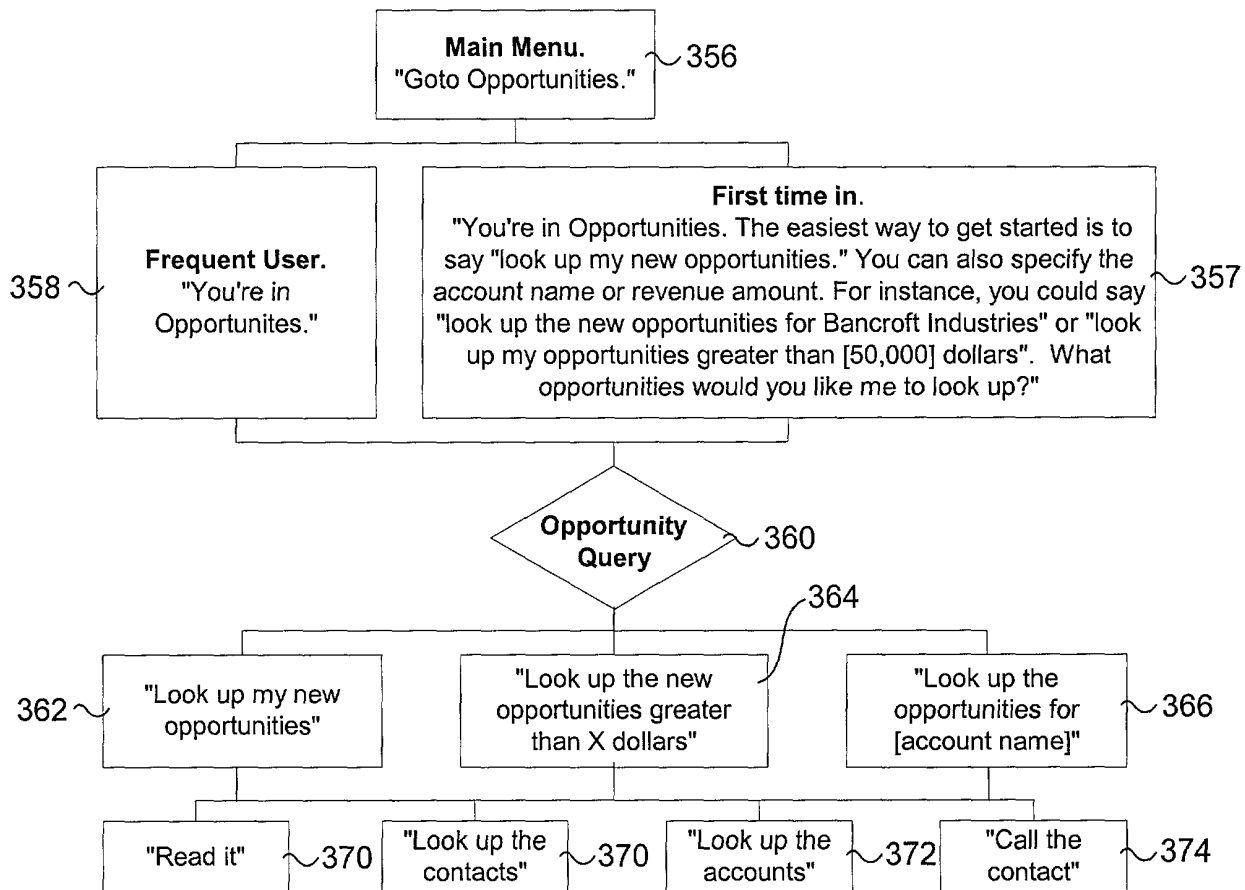 Main Menu.
"Goto Opportunities."
356
Frequent User.
"You're in
Opportunites."
358
First time in.
"You're in Opportunities. The easiest way to get started is to
say "look up my new opportunities." You can also specify the
account name or revenue amount. For instance, you could say
"look up the new opportunities for Bancroft Industries" or "look
up my opportunities greater than [50,000] dollars". What
opportunities would you like me to look up?"
357
Opportunity
Query
360
362
"Look up my new
opportunities"
"Look up the new
opportunities greater
than X dollars"
364
"Look up the
opportunities for
[account name]"
366
"Read it"
370
"Look up the
contacts"
370
"Look up the
accounts"
372
"Call the
contact"
374